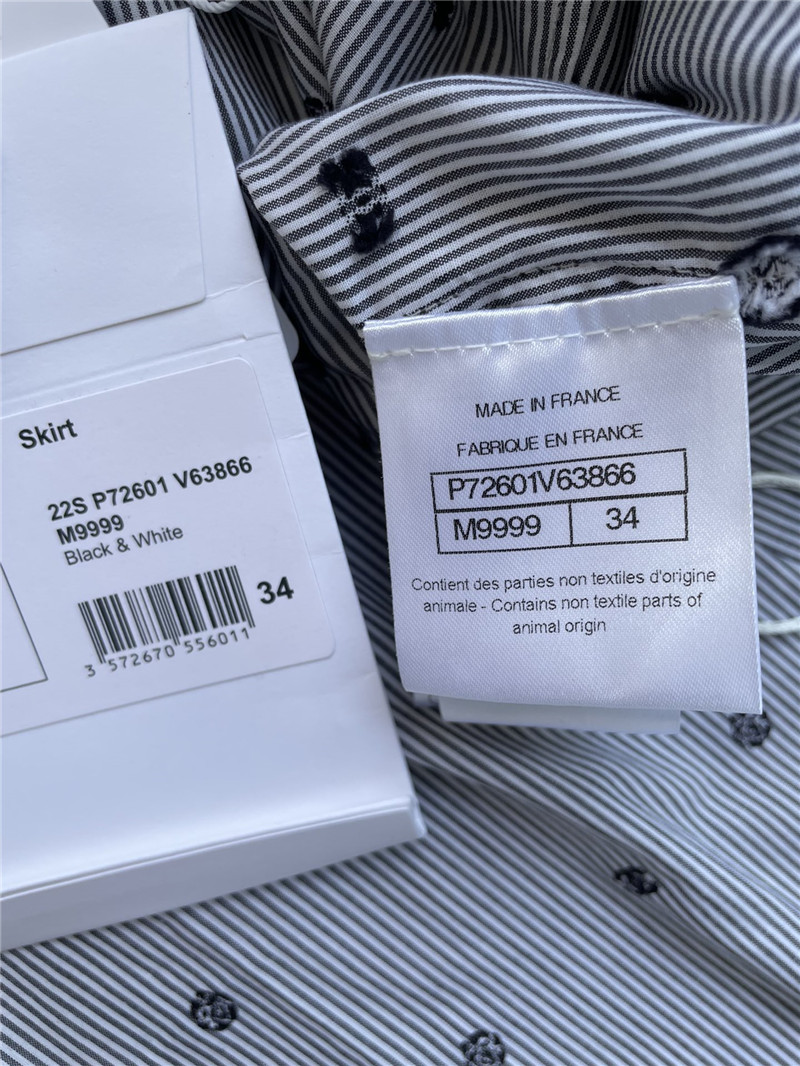 Skirt
22S P72601 V63866
M9999
Black & White
34
3 572670 556011
MADE IN FRANCE
FABRIQUE EN FRANCE
P72601V63866
M9999 34
Contient des parties non textiles d'origine
animale - Contains non textile parts of
animal origin